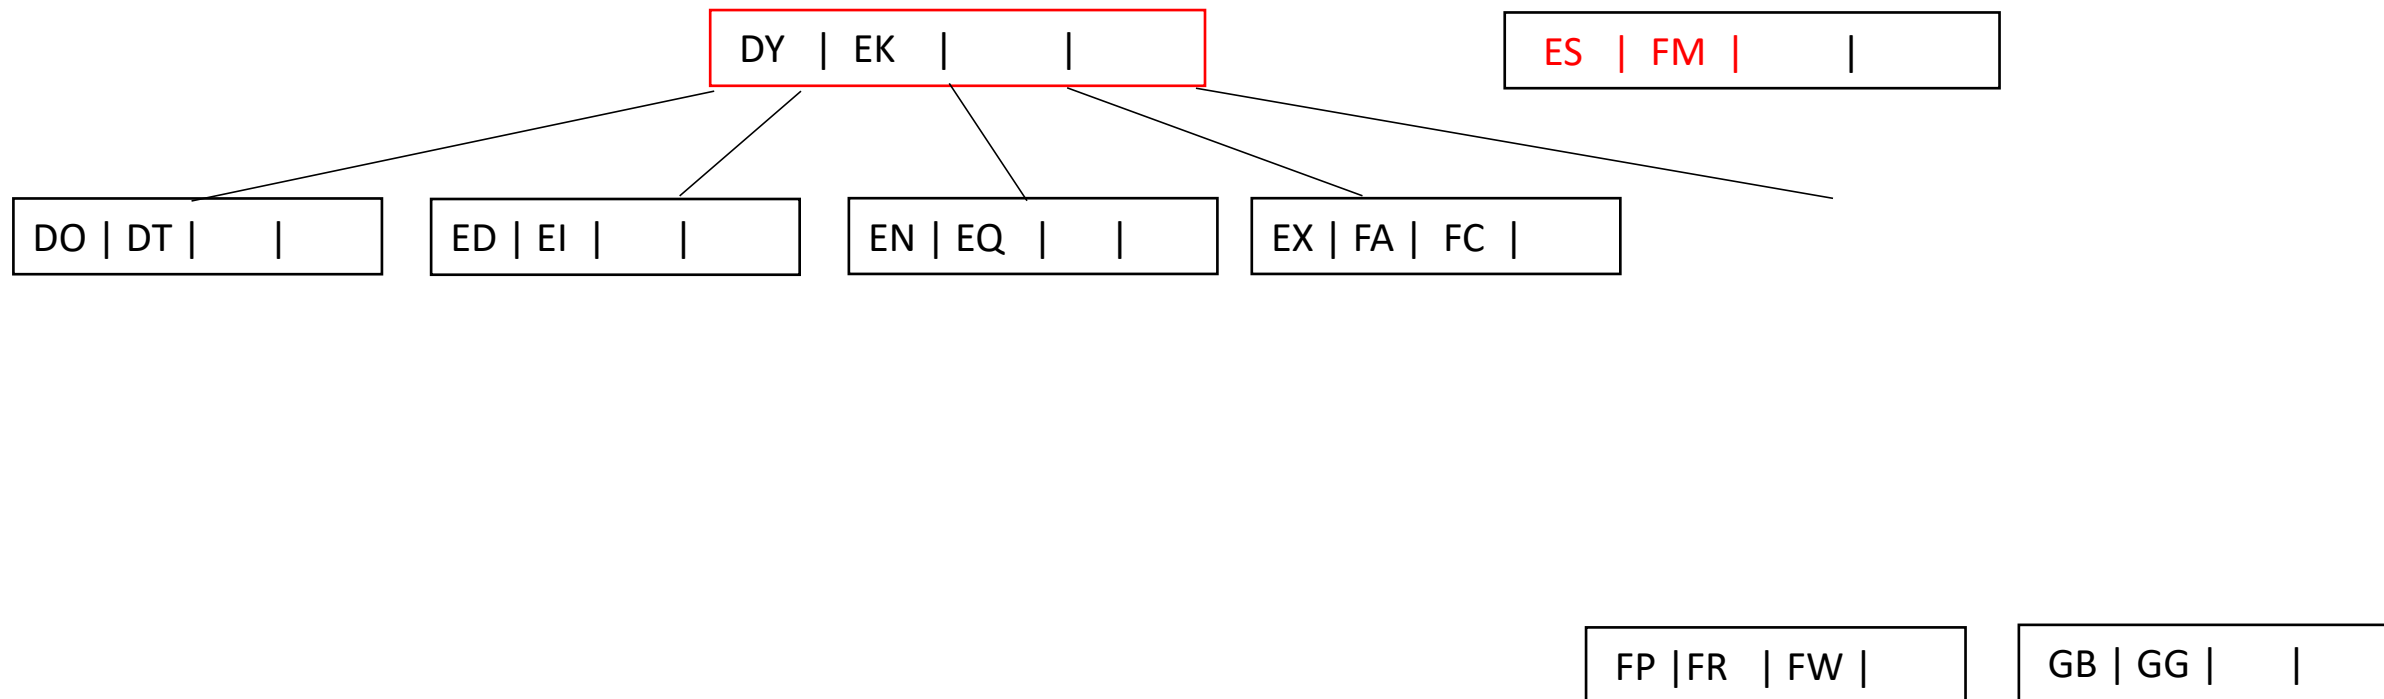 DY | EK | |
ES | FM | |
DO | DT | |
ED | EI | |
EN | EQ | |
EX | FA | FC |
FP |FR | FW |
GB | GG | |